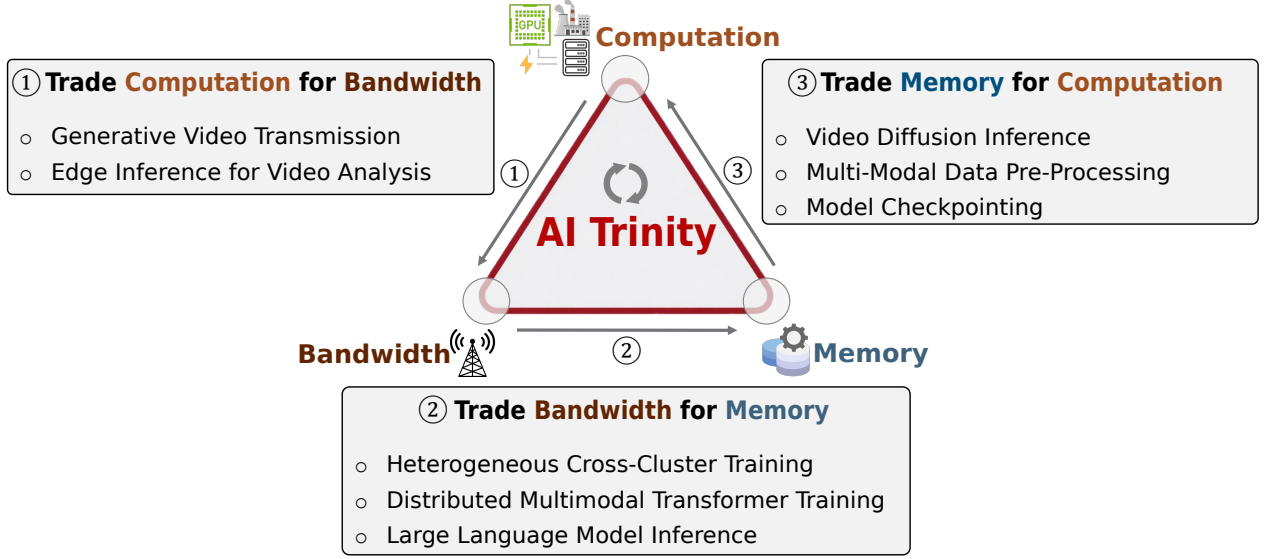 GPU
Computation
① Trade Computation for Bandwidth
○ Generative Video Transmission
○ Edge Inference for Video Analysis
③ Trade Memory for Computation
○ Video Diffusion Inference
○ Multi-Modal Data Pre-Processing
○ Model Checkpointing
①
③
AI Trinity
Bandwidth
②
Memory
② Trade Bandwidth for Memory
○ Heterogeneous Cross-Cluster Training
○ Distributed Multimodal Transformer Training
○ Large Language Model Inference